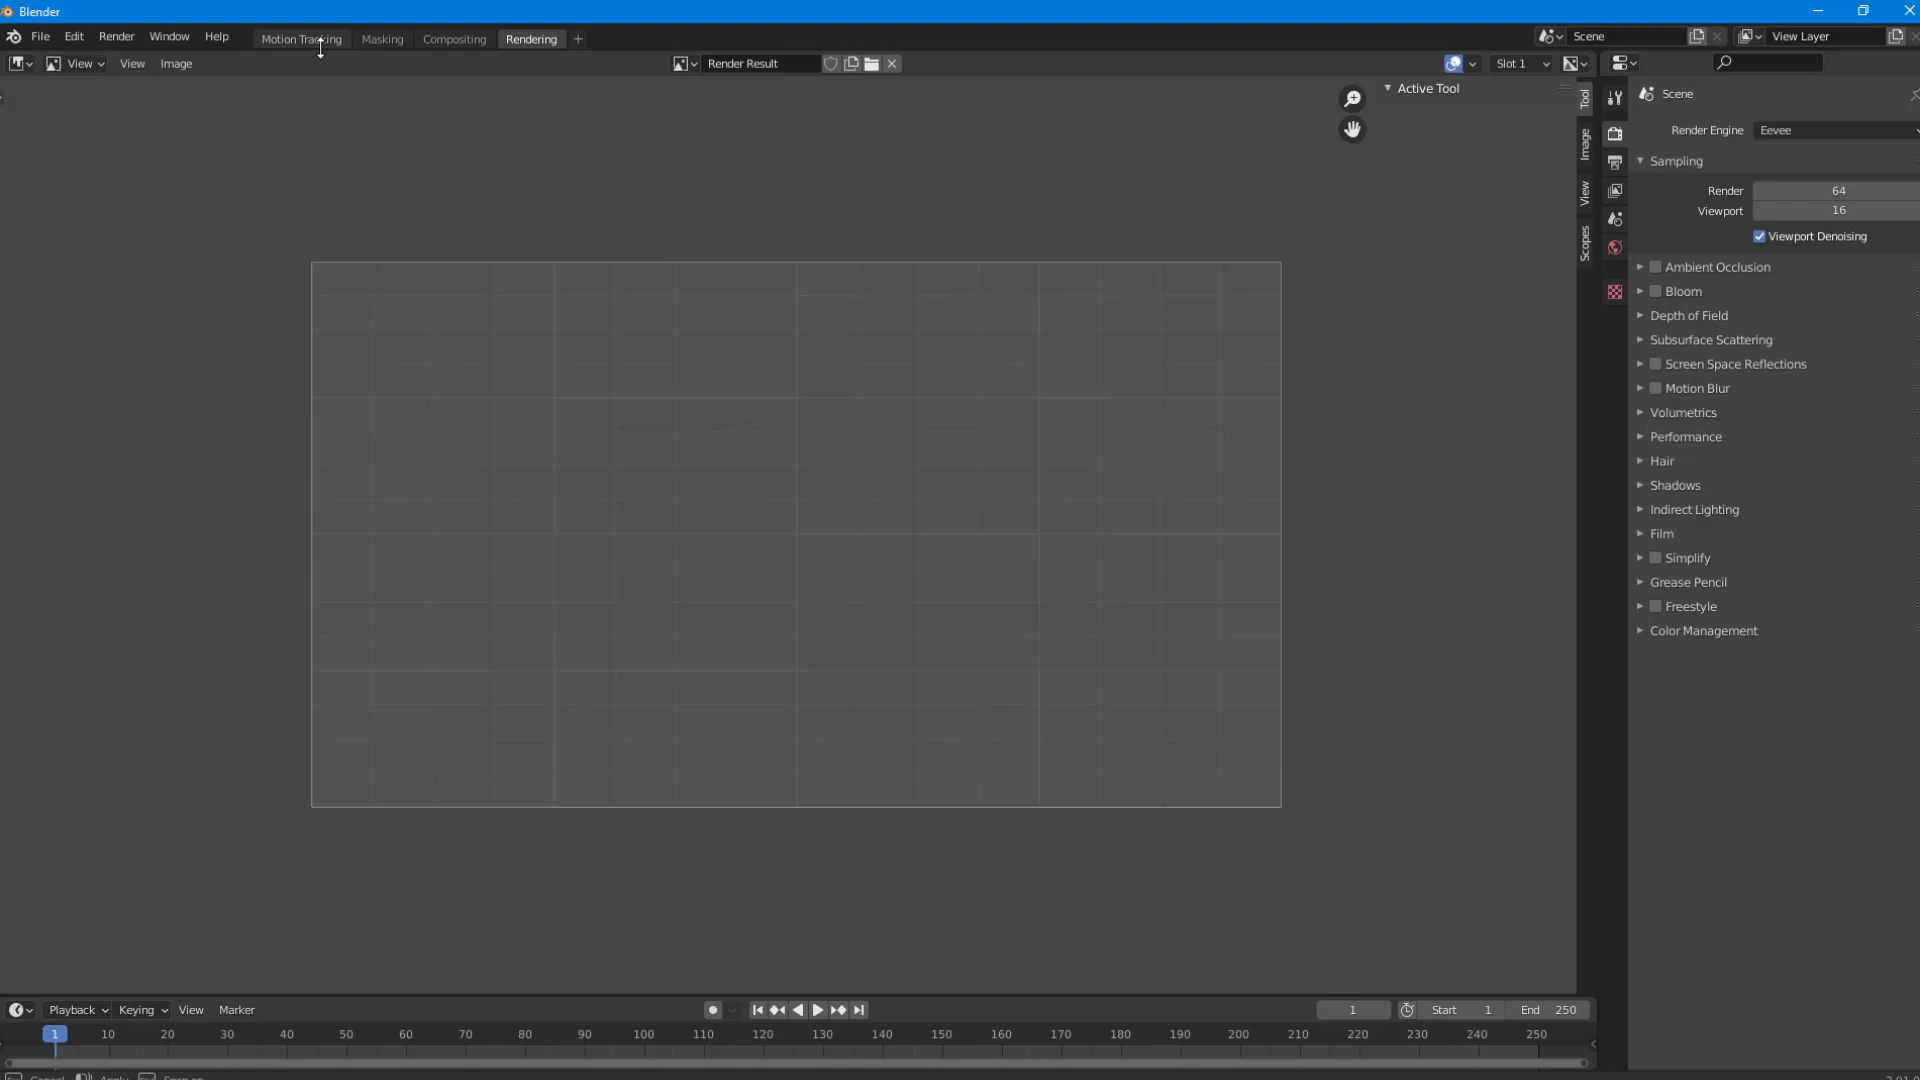 Blender
File Edit Render Window Help Motion Tracking Masking Compositing Rendering + Scene View Layer
View View Image Render Result Slot 1
Active Tool
Tool
Image
View
Scopes
Scene
Render Engine Eevee
Sampling
Render 64
Viewport 16
Viewport Denoising
Ambient Occlusion
Bloom
Depth of Field
Subsurface Scattering
Screen Space Reflections
Motion Blur
Volumetrics
Performance
Hair
Shadows
Indirect Lighting
Film
Simplify
Grease Pencil
Freestyle
Color Management
Playback Keying View Marker 1 Start 1 End 250
1 10 20 30 40 50 60 70 80 90 100 110 120 130 140 150 160 170 180 190 200 210 220 230 240 250